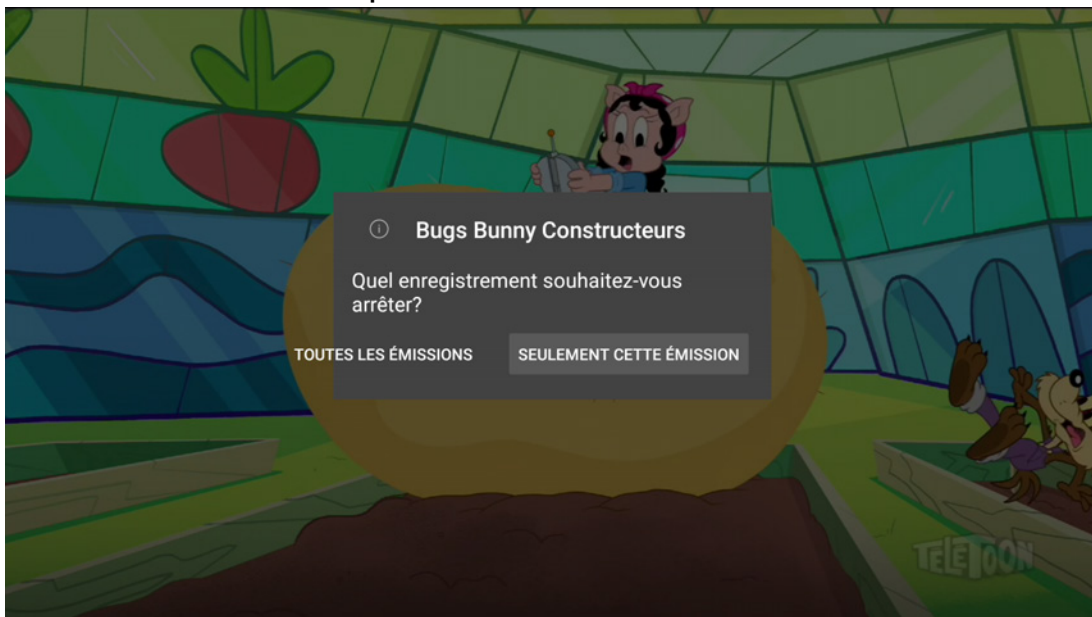 Bugs Bunny Constructeurs
Quel enregistrement souhaitez-vous
arrêter?
TOUTES LES ÉMISSIONS SEULEMENT CETTE ÉMISSION
TELETOON